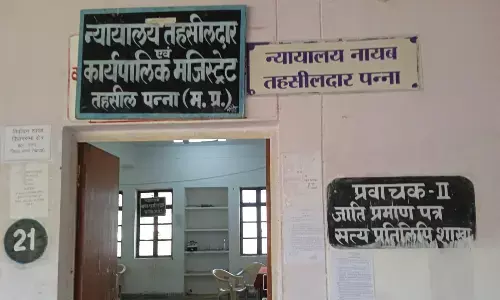 न्यायालय तहसीलदार
एवं
कार्यपालिक मजिस्ट्रेट
तहसील पन्ना (म.प्र.)
न्यायालय नायब
तहसीलदार पन्ना
प्रवाचक-II
जाति प्रमाण पत्र
सत्य प्रतिलिपि शाखा
21